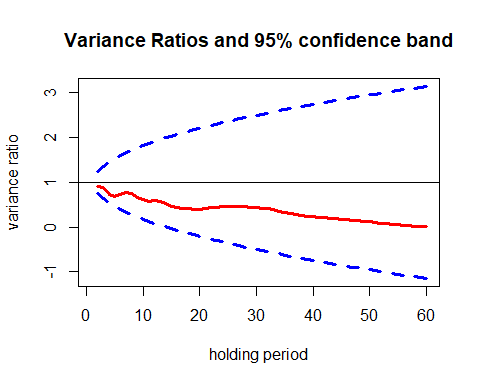 Variance Ratios and 95% confidence band
variance ratio
3
2
1
0
-1
0 10 20 30 40 50 60
holding period